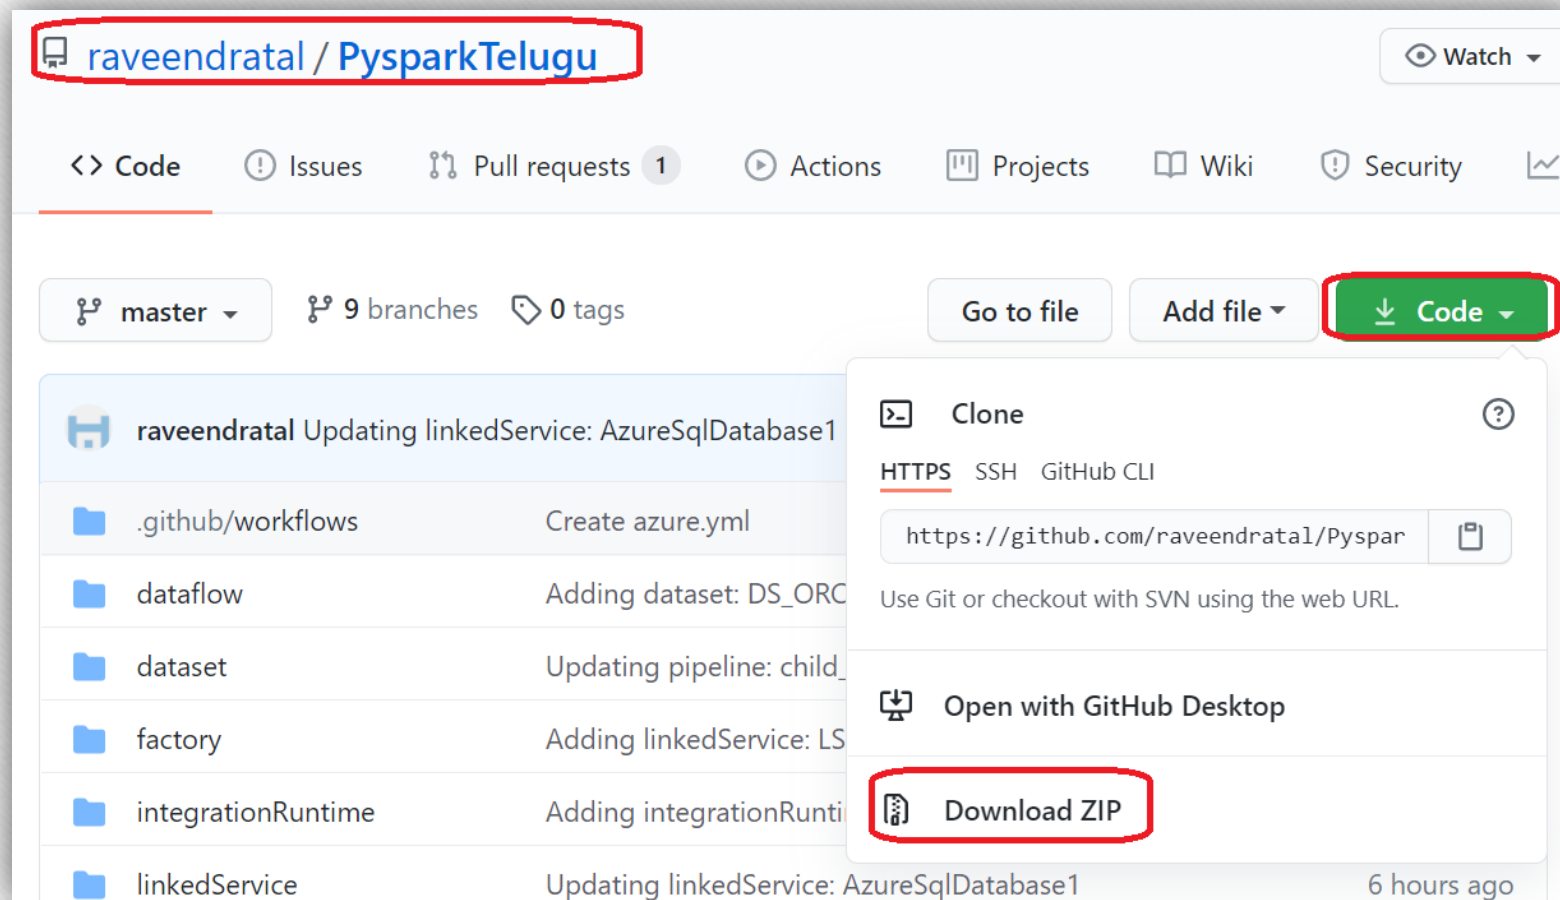 raveendratal / PysparkTelugu
Watch
Code Issues Pull requests 1 Actions Projects Wiki Security
master 9 branches 0 tags Go to file Add file Code
raveendratal Updating linkedService: AzureSqlDatabase1
Clone
HTTPS SSH GitHub CLI
.github/workflows Create azure.yml
https://github.com/raveendratal/Pyspar
dataflow Adding dataset: DS_ORC
Use Git or checkout with SVN using the web URL.
dataset Updating pipeline: child_
Open with GitHub Desktop
factory Adding linkedService: LS
integrationRuntime Adding integrationRunti
Download ZIP
linkedService Updating linkedService: AzureSqlDatabase1 6 hours ago